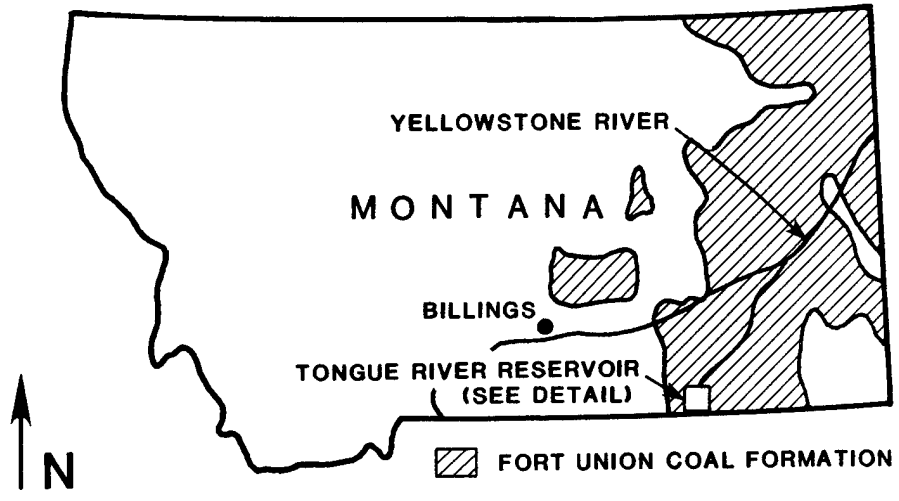 YELLOWSTONE RIVER
MONTANA
BILLINGS
TONGUE RIVER RESERVOIR
(SEE DETAIL)
N
FORT UNION COAL FORMATION